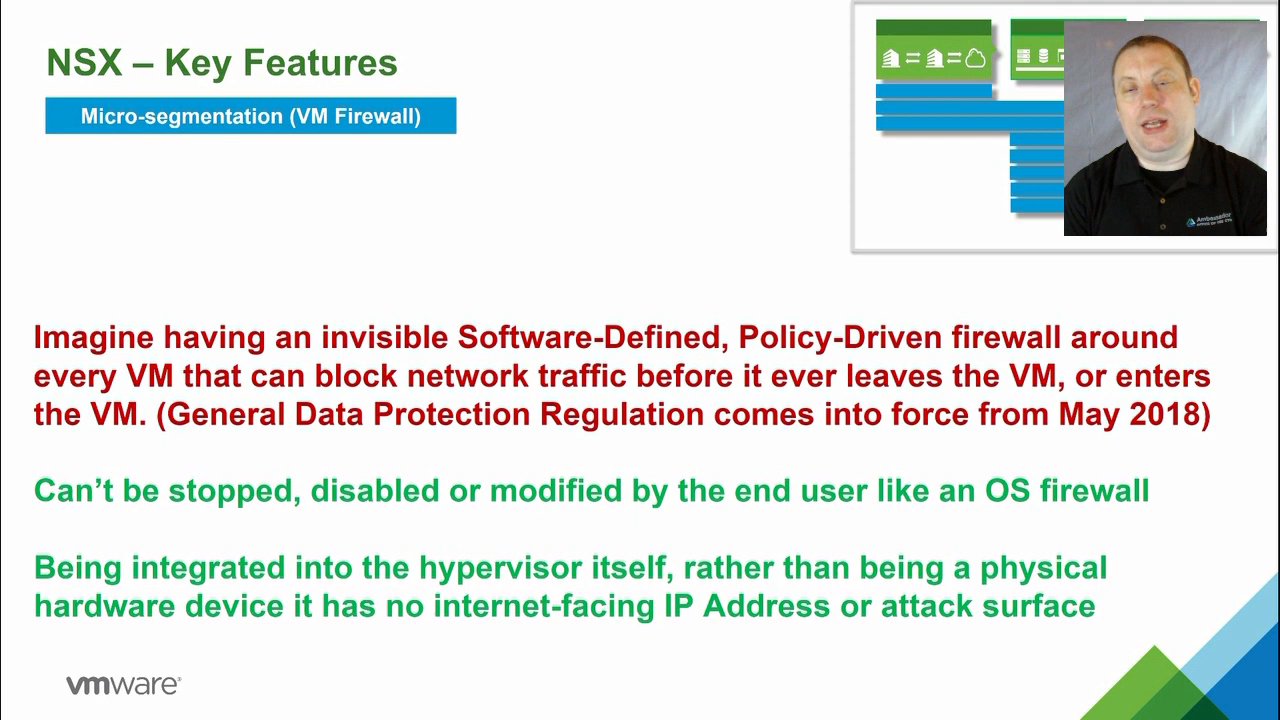 NSX – Key Features
Micro-segmentation (VM Firewall)
Ambassador
Imagine having an invisible Software-Defined, Policy-Driven firewall around
every VM that can block network traffic before it ever leaves the VM, or enters
the VM. (General Data Protection Regulation comes into force from May 2018)
Can’t be stopped, disabled or modified by the end user like an OS firewall
Being integrated into the hypervisor itself, rather than being a physical
hardware device it has no internet-facing IP Address or attack surface
vmware®